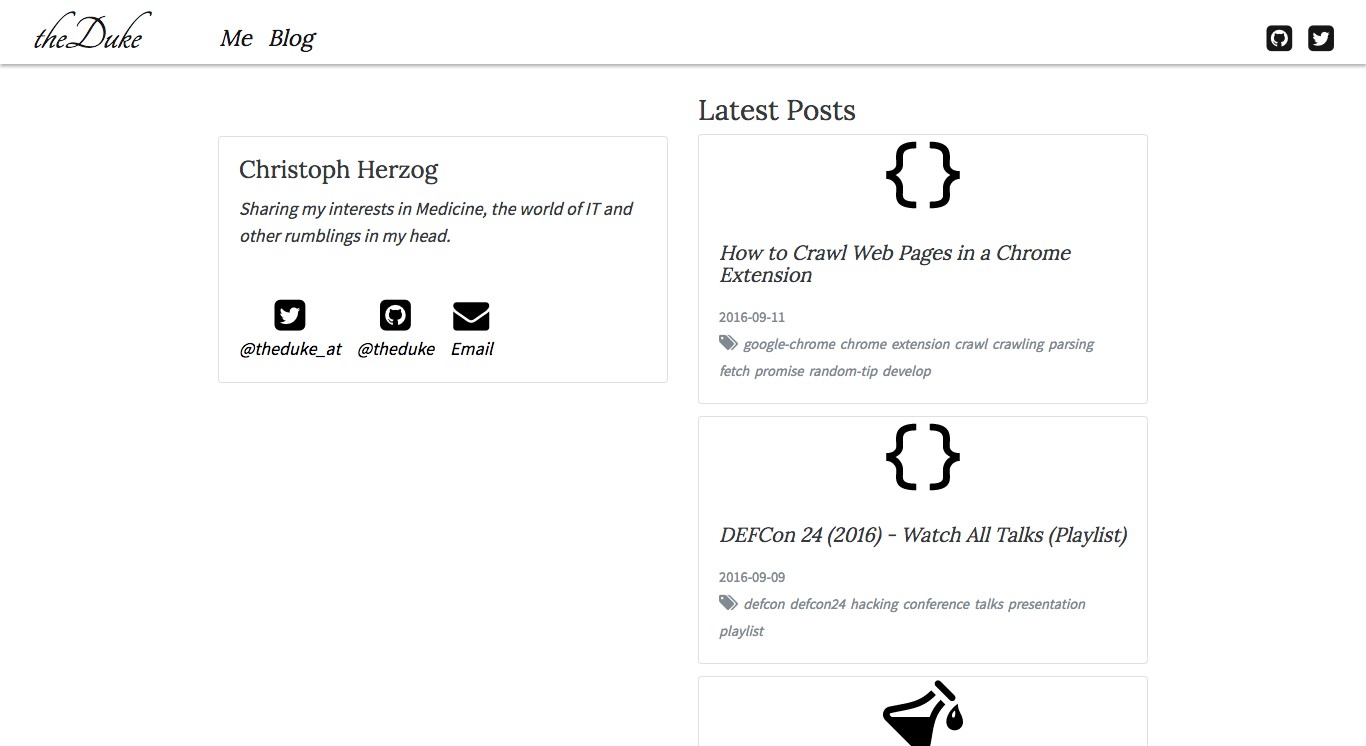 theDuke
Me Blog
Christoph Herzog
Sharing my interests in Medicine, the world of IT and
other rumblings in my head.
@theduke_at @theduke Email
Latest Posts
How to Crawl Web Pages in a Chrome
Extension
2016-09-11
google-chrome chrome extension crawl crawling parsing
fetch promise random-tip develop
DEFCon 24 (2016) - Watch All Talks (Playlist)
2016-09-09
defcon defcon24 hacking conference talks presentation
playlist